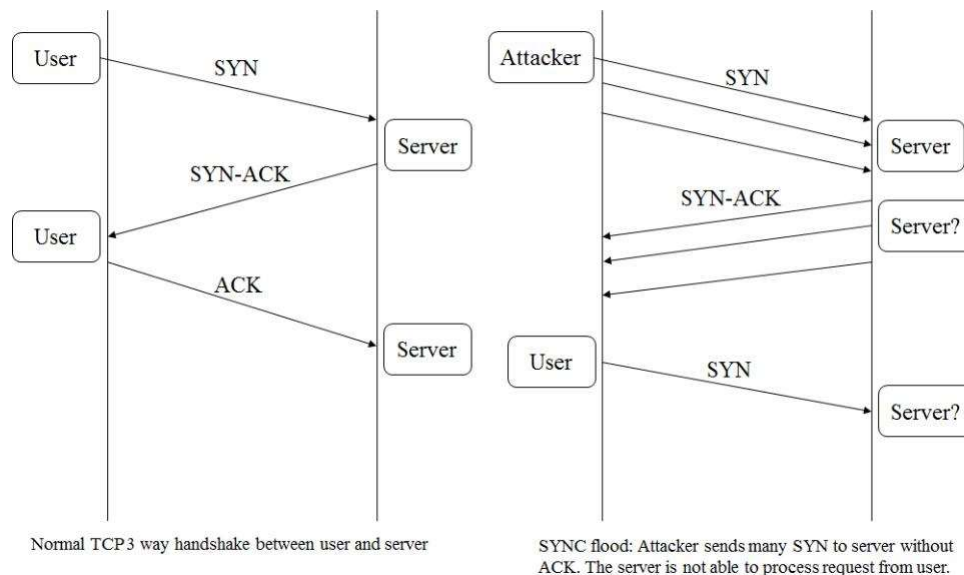 User
SYN
Server
SYN-ACK
User
ACK
Server
Normal TCP 3 way handshake between user and server
Attacker
SYN
Server
SYN-ACK
Server?
User
SYN
Server?
SYNC flood: Attacker sends many SYN to server without
ACK. The server is not able to process request from user.